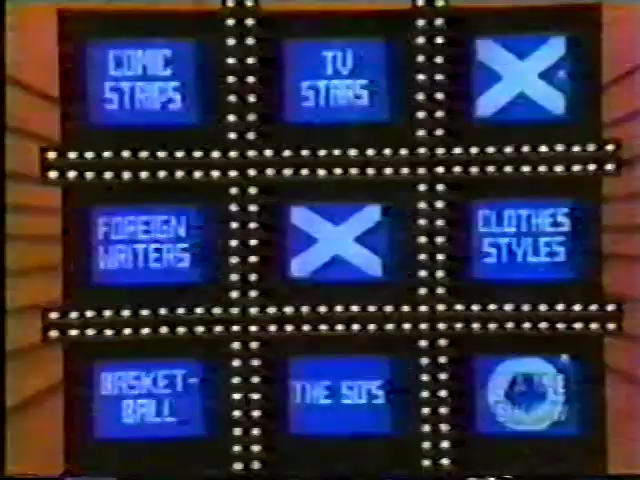 COMIC
STRIPS
TV
STARS
X
FOREIGN
WRITERS
X
CLOTHES
STYLES
BASKET-
BALL
THE 50'S